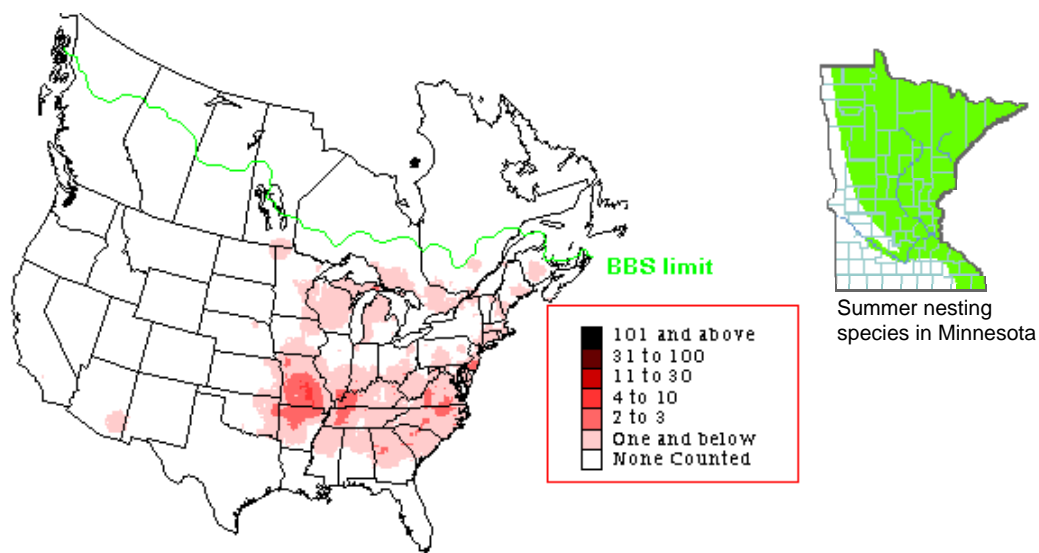 BBS limit
101 and above
31 to 100
11 to 30
4 to 10
2 to 3
One and below
None Counted
Summer nesting
species in Minnesota